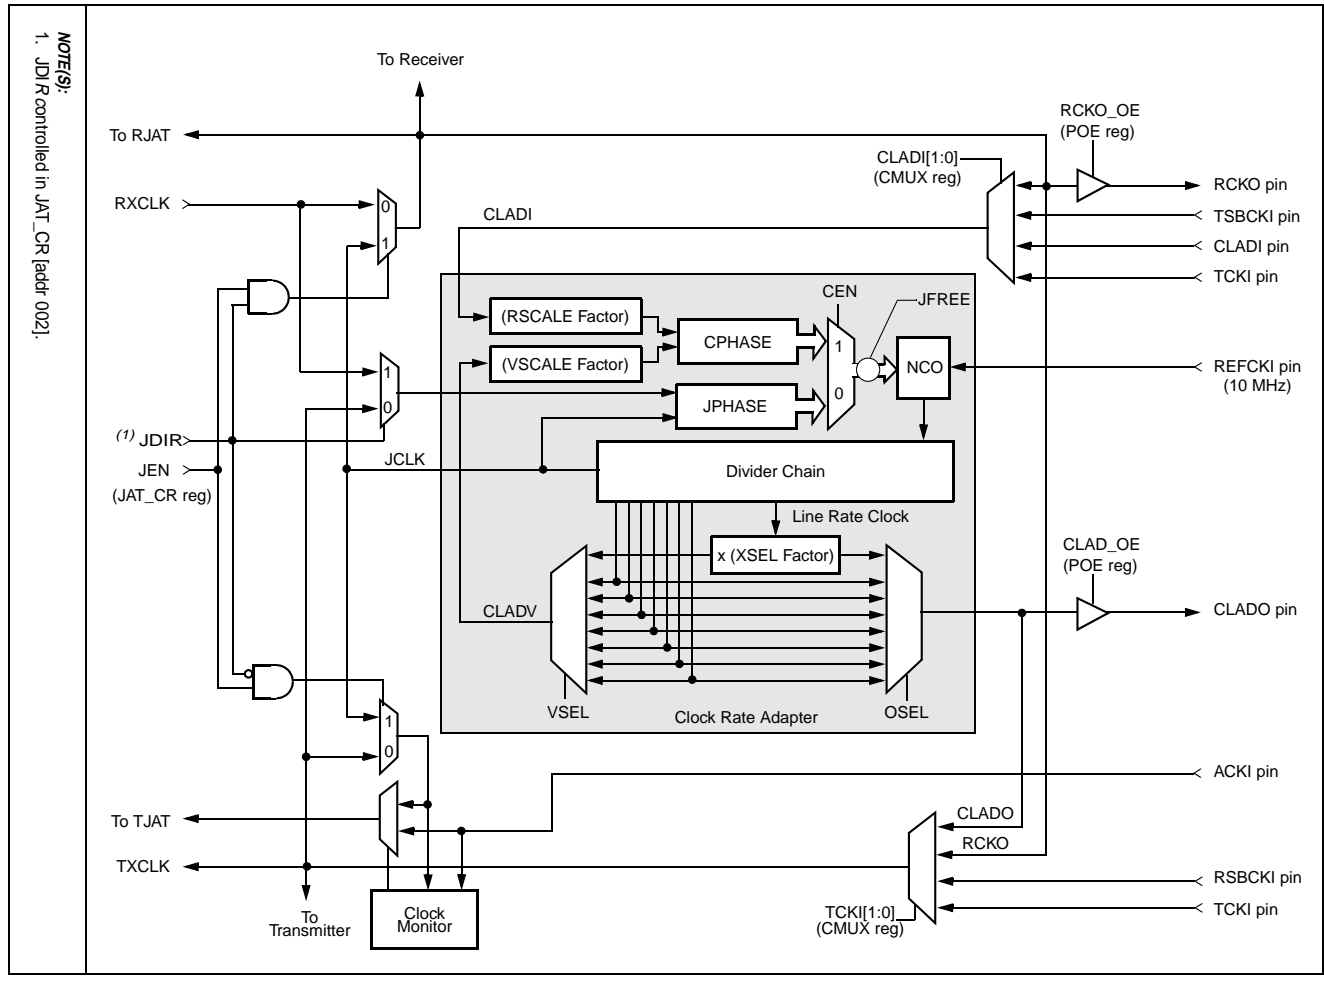 NOTE(S):
1. JDIR controlled in JAT_CR [addr 002].
To Receiver
To RJAT
RXCLK
0
1
CLADI
CLADI[1:0]
(CMUX reg)
RCKO_OE
(POE reg)
RCKO pin
TSBCKI pin
CLADI pin
TCKI pin
(RSCALE Factor)
(VSCALE Factor)
CPHASE
JPHASE
CEN
JFREE
1
0
NCO
REFCKI pin
(10 MHz)
1
0
(1) JDIR
JEN
(JAT_CR reg)
JCLK
Divider Chain
Line Rate Clock
x (XSEL Factor)
CLADV
VSEL
OSEL
Clock Rate Adapter
CLAD_OE
(POE reg)
CLADO pin
1
0
ACKI pin
To TJAT
TXCLK
To
Transmitter
Clock
Monitor
CLADO
RCKO
TCKI[1:0]
(CMUX reg)
RSBCKI pin
TCKI pin